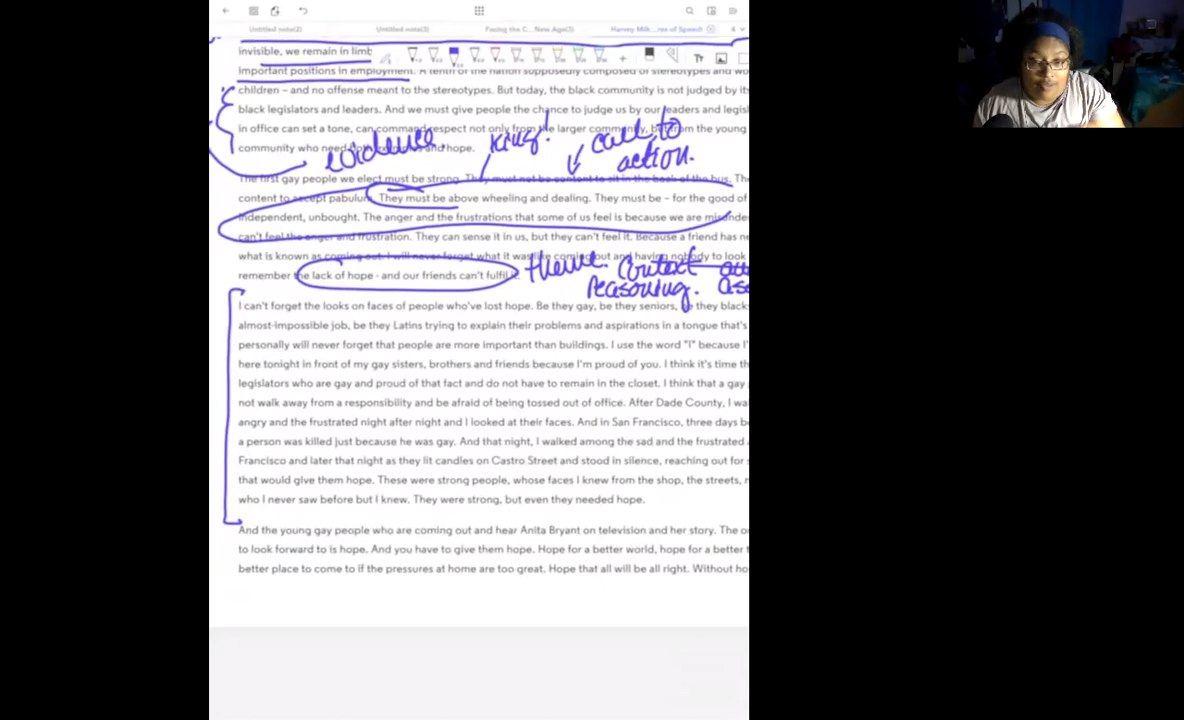 Untitled note(2) Untitled note(3) Facing the C...New Age(3) Harvey Milk...res of Speech 4
invisible, we remain in limb
important positions in employment. A tenth of the nation supposedly composed of stereotypes and wo
children – and no offense meant to the stereotypes. But today, the black community is not judged by its
black legislators and leaders. And we must give people the chance to judge us by our leaders and legis
in office can set a tone, can command respect not only from the larger community, but from the young
community who need both examples and hope.
evidence. King! call to
action.
The first gay people we elect must be strong. They must not be content to sit in the back of the bus. The
content to accept pabulum. They must be above wheeling and dealing. They must be – for the good of
independent, unbought. The anger and the frustrations that some of us feel is because we are misunde
can't feel the anger and frustration. They can sense it in us, but they can't feel it. Because a friend has ne
what is known as coming out. I will never forget what it was like coming out and having nobody to look
remember the lack of hope - and our friends can't fulfill it.
theme. Context
reasoning.
I can't forget the looks on faces of people who've lost hope. Be they gay, be they seniors, be they blacks
almost-impossible job, be they Latins trying to explain their problems and aspirations in a tongue that's
personally will never forget that people are more important than buildings. I use the word "I" because I'
here tonight in front of my gay sisters, brothers and friends because I'm proud of you. I think it's time th
legislators who are gay and proud of that fact and do not have to remain in the closet. I think that a gay
not walk away from a responsibility and be afraid of being tossed out of office. After Dade County, I wa
angry and the frustrated night after night and I looked at their faces. And in San Francisco, three days b
a person was killed just because he was gay. And that night, I walked among the sad and the frustrated
Francisco and later that night as they lit candles on Castro Street and stood in silence, reaching out for s
that would give them hope. These were strong people, whose faces I knew from the shop, the streets, m
who I never saw before but I knew. They were strong, but even they needed hope.
And the young gay people who are coming out and hear Anita Bryant on television and her story. The o
to look forward to is hope. And you have to give them hope. Hope for a better world, hope for a better t
better place to come to if the pressures at home are too great. Hope that all will be all right. Without ho